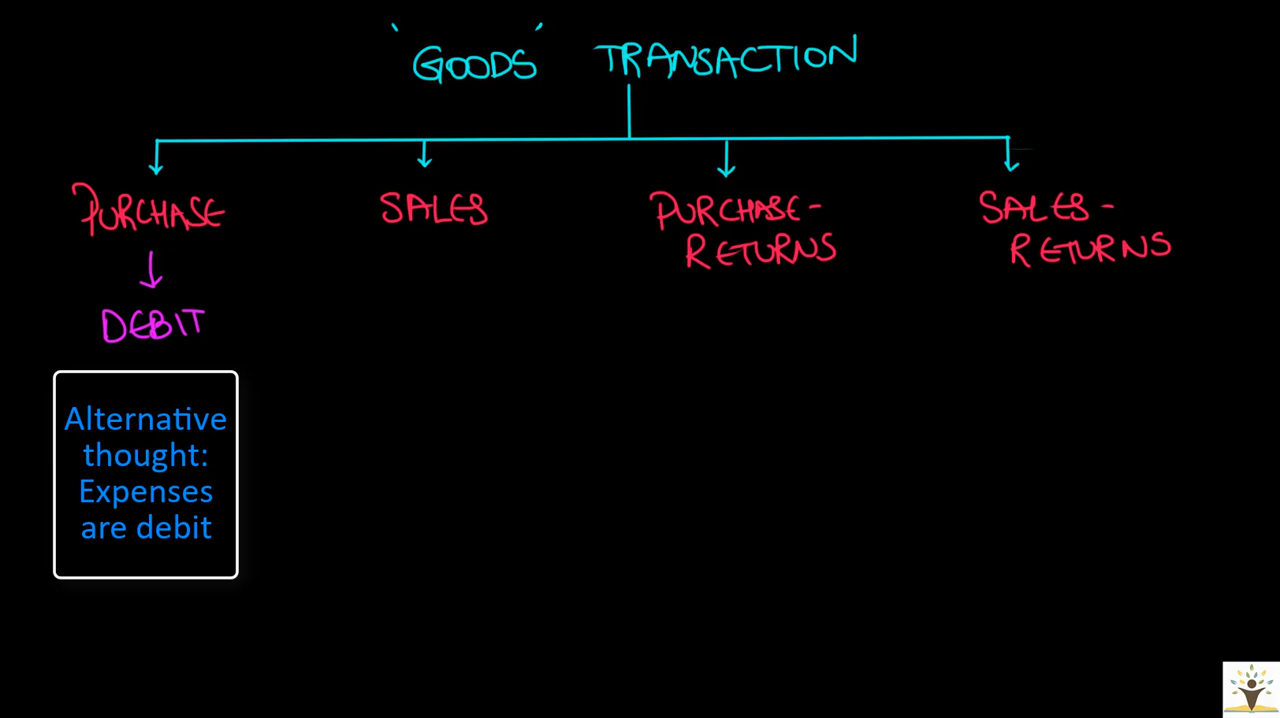 'GOODS' TRANSACTION
PURCHASE
SALES
PURCHASE-
RETURNS
SALES-
RETURNS
DEBIT
Alternative
thought:
Expenses
are debit